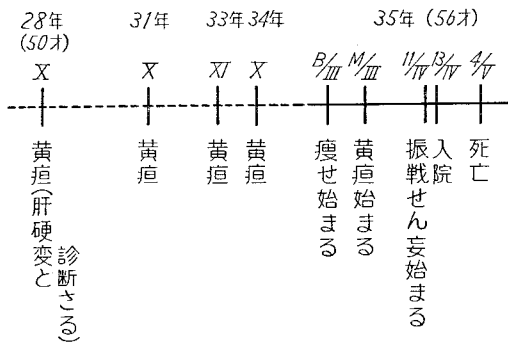 28年 31年 33年 34年 35年 (56才)
(50才)
X X XI X B/III M/III 11/IV 13/IV 4/V
黄疸(肝硬変と
診断さる)
黄疸
黄疸
黄疸
痩せ始まる
黄疸始まる
振戦せん妄始まる
入院
死亡